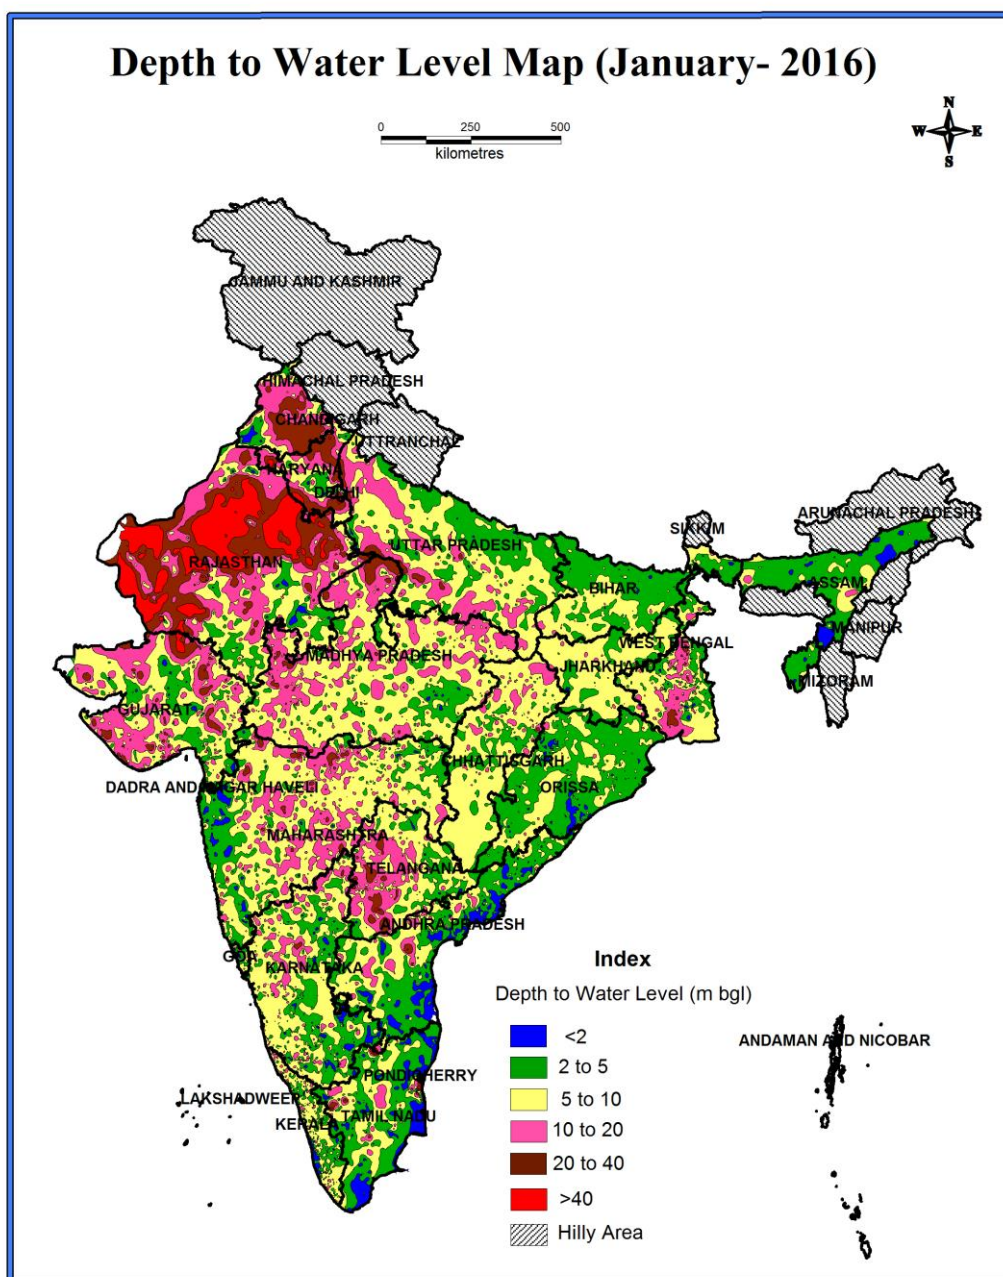 Depth to Water Level Map (January- 2016)
N
W E
S
0 250 500
kilometres
JAMMU AND KASHMIR
HIMACHAL PRADESH
CHANDIGARH
UTTRANCHAL
HARYANA
DELHI
SIKKIM
ARUNACHAL PRADESH
UTTAR PRADESH
RAJASTHAN
BIHAR
ASSAM
MANIPUR
WEST BENGAL
MADHYA PRADESH
JHARKHAND
MIZORAM
GUJARAT
CHHATTISGARH
DADRA AND NAGAR HAVELI
ORISSA
MAHARASHTRA
TELANGANA
ANDHRA PRADESH
GOA
KARNATAKA
Index
Depth to Water Level (m bgl)
<2
2 to 5
5 to 10
10 to 20
20 to 40
>40
Hilly Area
ANDAMAN AND NICOBAR
PONDICHERRY
LAKSHADWEEP
TAMIL NADU
KERALA